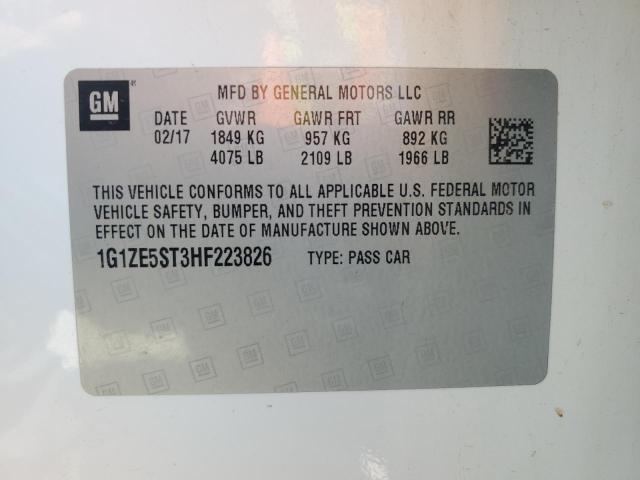 GM
MFD BY GENERAL MOTORS LLC
DATE GVWR GAWR FRT GAWR RR
02/17 1849 KG 957 KG 892 KG
4075 LB 2109 LB 1966 LB
THIS VEHICLE CONFORMS TO ALL APPLICABLE U.S. FEDERAL MOTOR
VEHICLE SAFETY, BUMPER, AND THEFT PREVENTION STANDARDS IN
EFFECT ON THE DATE OF MANUFACTURE SHOWN ABOVE.
1G1ZE5ST3HF223826 TYPE: PASS CAR